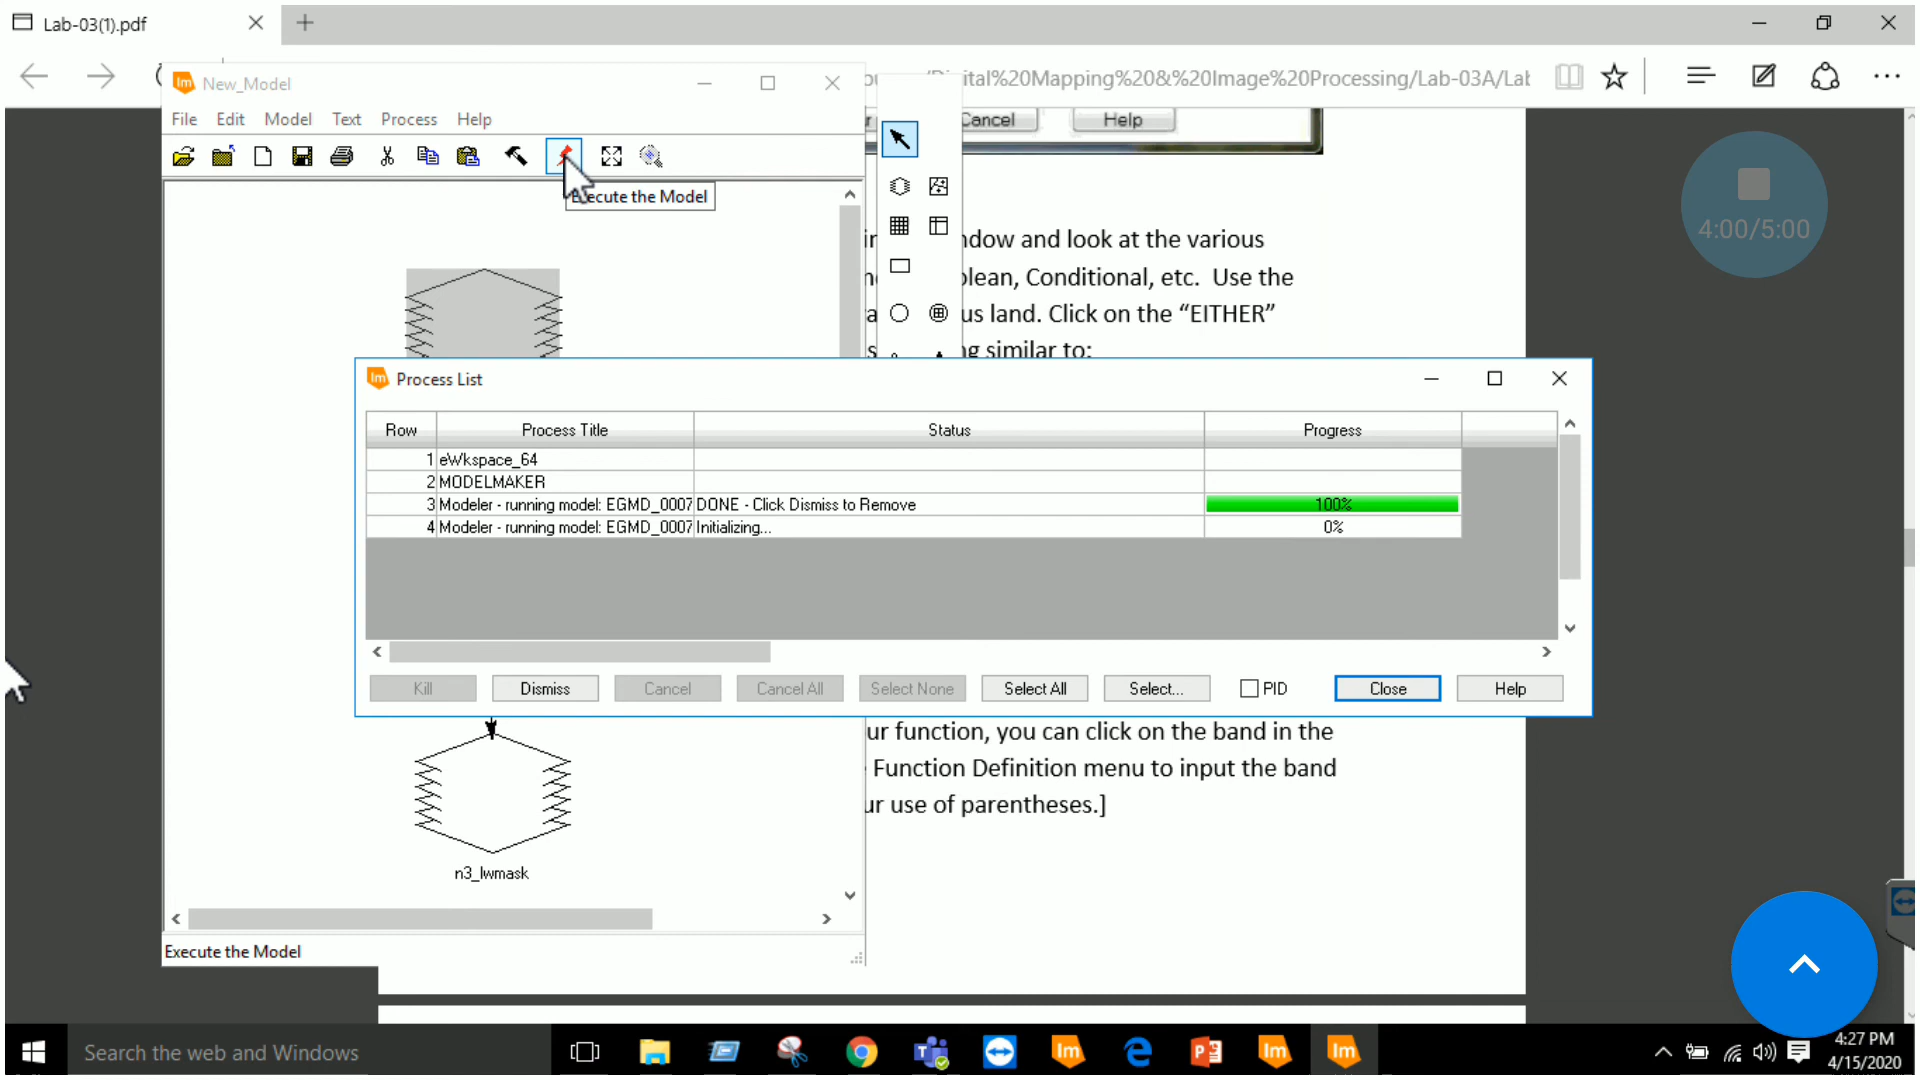 Lab-03(1).pdf
ital%20Mapping%20&%20Image%20Processing/Lab-03A/Lab
New_Model
File Edit Model Text Process Help
Cancel Help
Execute the Model
4:00/5:00
ndow and look at the various
olean, Conditional, etc. Use the
us land. Click on the “EITHER”
g similar to:
Process List
Row Process Title Status Progress
1 eWkspace_64
2 MODELMAKER
3 Modeler - running model: EGMD_0007 DONE - Click Dismiss to Remove 100%
4 Modeler - running model: EGMD_0007 Initializing... 0%
Kill Dismiss Cancel Cancel All Select None Select All Select... PID Close Help
ur function, you can click on the band in the
Function Definition menu to input the band
ur use of parentheses.]
n3_lwmask
Execute the Model
Search the web and Windows
4:27 PM
4/15/2020